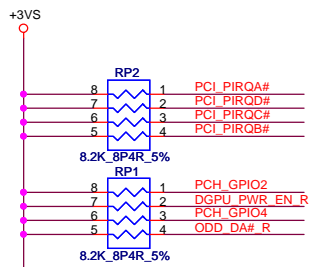 +3VS
RP2
8 1 PCI_PIRQA#
7 2 PCI_PIRQD#
6 3 PCI_PIRQC#
5 4 PCI_PIRQB#
8.2K_8P4R_5%
RP1
8 1 PCH_GPIO2
7 2 DGPU_PWR_EN_R
6 3 PCH_GPIO4
5 4 ODD_DA#_R
8.2K_8P4R_5%